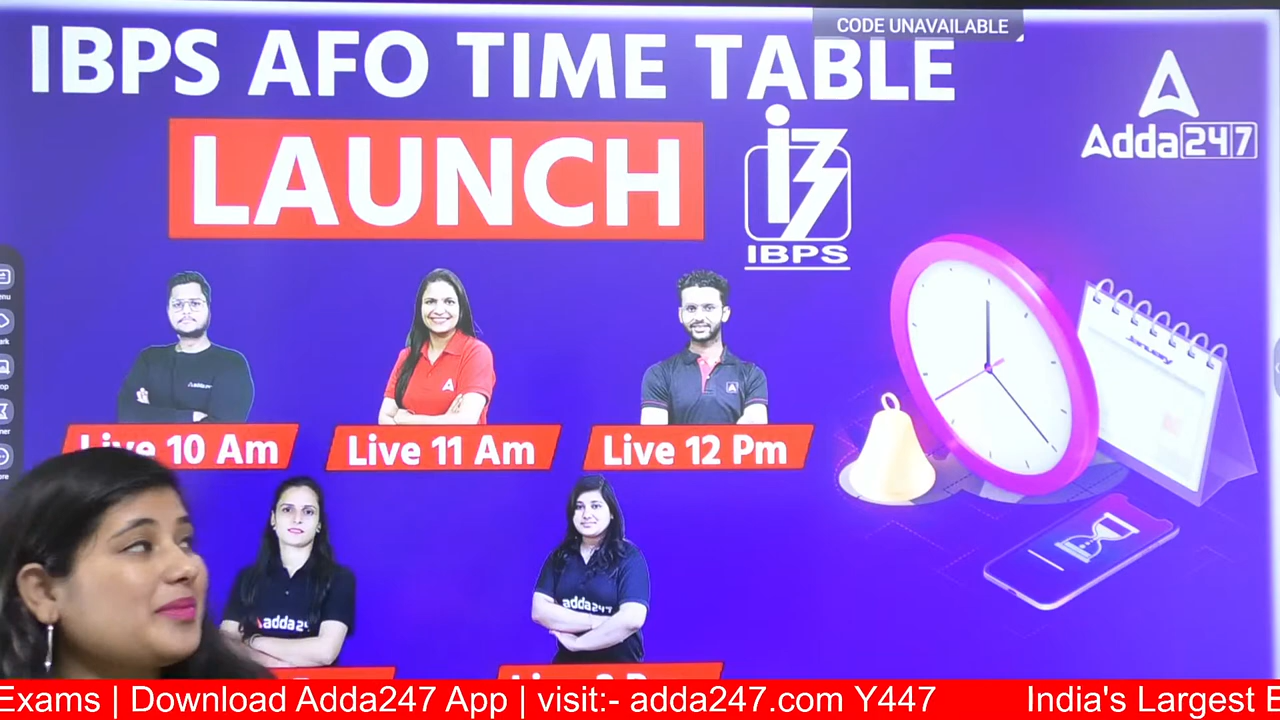 CODE UNAVAILABLE
IBPS AFO TIME TABLE
LAUNCH
IBPS
Adda247
Live 10 Am
Live 11 Am
Live 12 Pm
adda247
Exams | Download Adda247 App | visit:- adda247.com Y447
India's Largest